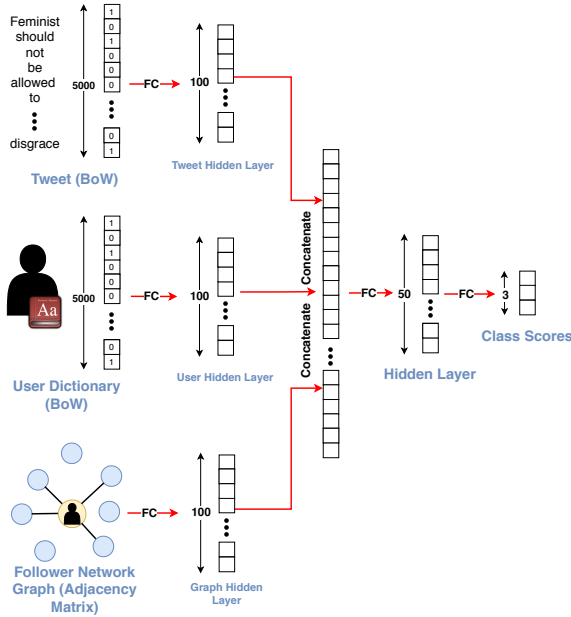 Feminist
should
not
be
allowed
to
disgrace
5000
1
0
1
0
0
0
0
1
FC
100
Tweet (BoW)
Tweet Hidden Layer
Aa
5000
1
1
0
0
0
0
0
1
FC
100
User Dictionary
(BoW)
User Hidden Layer
FC
100
Follower Network
Graph (Adjacency
Matrix)
Graph Hidden
Layer
Concatenate
Concatenate
FC
50
Hidden Layer
FC
3
Class Scores